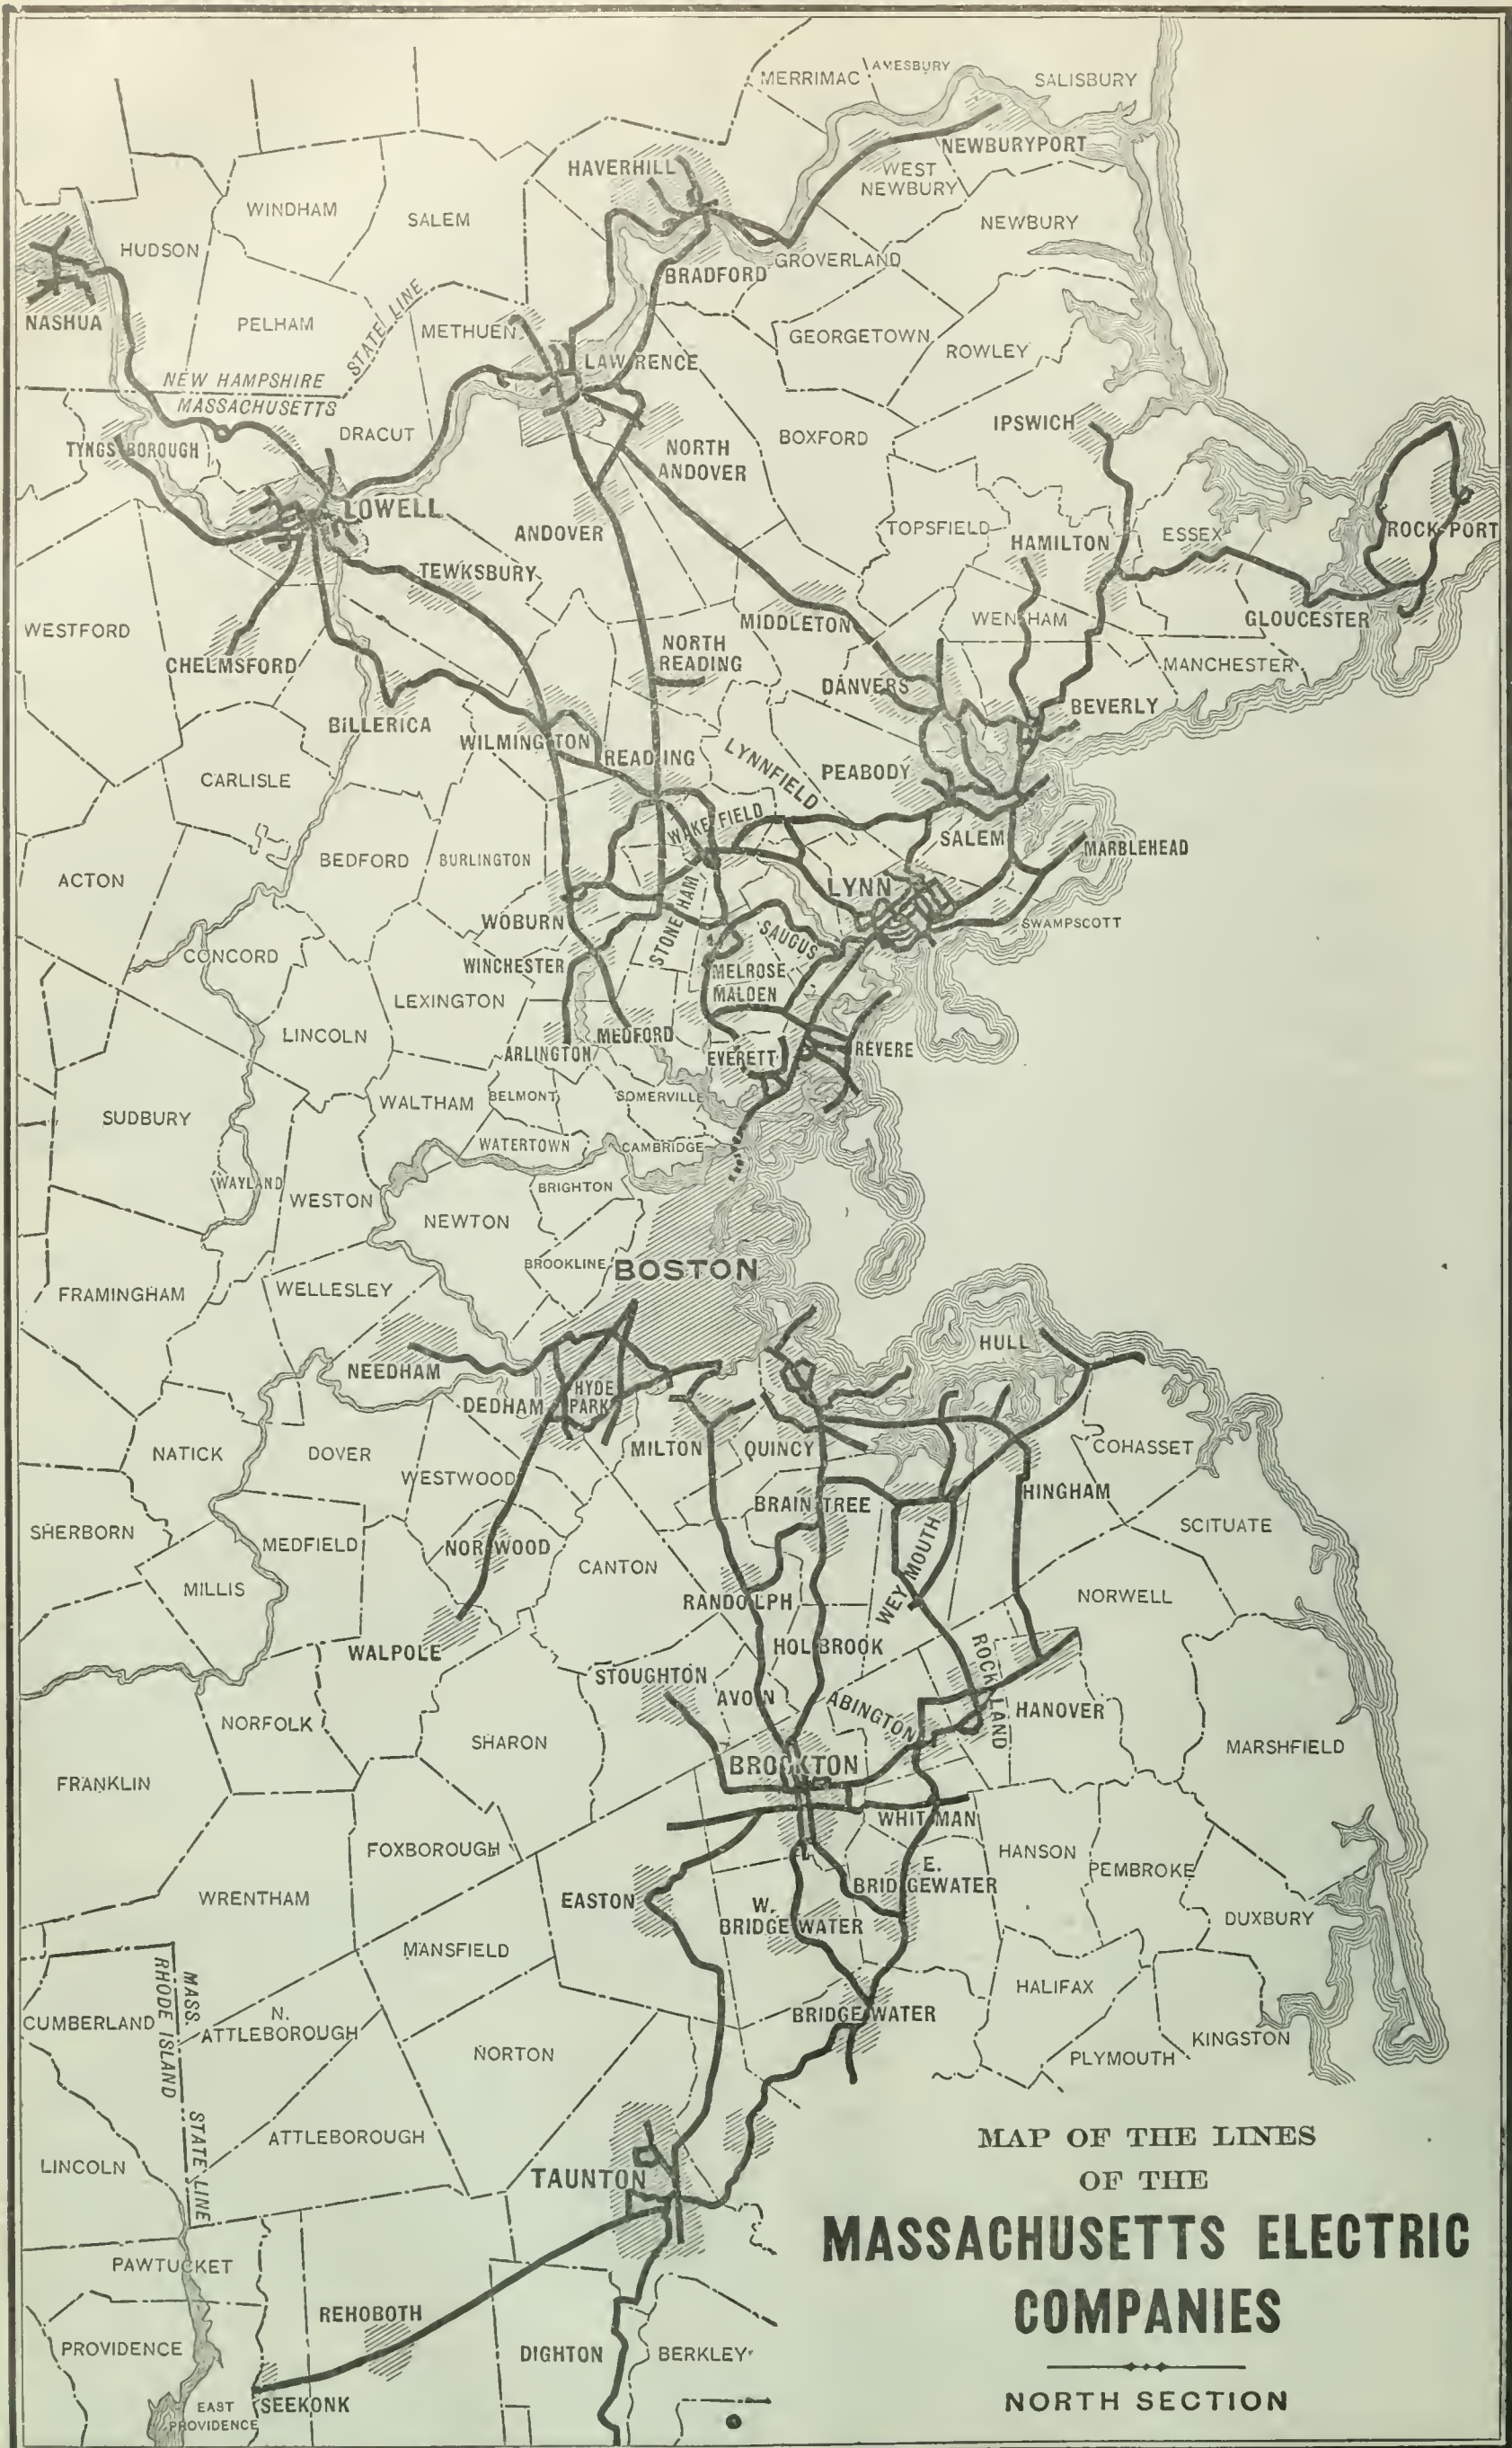 MERRIMAC
AMESBURY
SALISBURY
NEWBURYPORT
WEST
NEWBURY
HAVERHILL
WINDHAM
SALEM
NEWBURY
HUDSON
GROVERLAND
BRADFORD
NASHUA
PELHAM
STATE LINE
METHUEN
GEORGETOWN
ROWLEY
LAWRENCE
NEW HAMPSHIRE
MASSACHUSETTS
IPSWICH
DRACUT
BOXFORD
TYNGSBOROUGH
NORTH
ANDOVER
LOWELL
ANDOVER
TOPSFIELD
HAMILTON
ESSEX
ROCKPORT
TEWKSBURY
WESTFORD
MIDDLETON
WENHAM
GLOUCESTER
CHELMSFORD
NORTH
READING
MANCHESTER
DANVERS
BEVERLY
BILLERICA
WILMINGTON
READING
LYNNFIELD
PEABODY
CARLISLE
WAKEFIELD
SALEM
MARBLEHEAD
ACTON
BEDFORD
BURLINGTON
LYNN
WOBURN
STONEHAM
SAUGUS
SWAMPSCOTT
CONCORD
WINCHESTER
MELROSE
MALDEN
LEXINGTON
LINCOLN
MEDFORD
ARLINGTON
EVERETT
REVERE
SUDBURY
WALTHAM
BELMONT
SOMERVILLE
WATERTOWN
CAMBRIDGE
WAYLAND
WESTON
BRIGHTON
NEWTON
BROOKLINE
BOSTON
FRAMINGHAM
WELLESLEY
HULL
NEEDHAM
DEDHAM
HYDE
PARK
NATICK
DOVER
MILTON
QUINCY
COHASSET
WESTWOOD
HINGHAM
BRAINTREE
SHERBORN
SCITUATE
MEDFIELD
NORWOOD
CANTON
WEYMOUTH
MILLIS
RANDOLPH
NORWELL
WALPOLE
HOLBROOK
ROCKLAND
STOUGHTON
AVON
ABINGTON
HANOVER
NORFOLK
SHARON
MARSHFIELD
FRANKLIN
BROCKTON
WHITMAN
FOXBOROUGH
HANSON
PEMBROKE
E.
BRIDGEWATER
WRENTHAM
EASTON
W.
BRIDGEWATER
DUXBURY
MANSFIELD
MASS.
RHODE ISLAND
HALIFAX
CUMBERLAND
N.
ATTLEBOROUGH
BRIDGEWATER
NORTON
PLYMOUTH
KINGSTON
STATE LINE
ATTLEBOROUGH
LINCOLN
TAUNTON
PAWTUCKET
REHOBOTH
PROVIDENCE
DIGHTON
BERKLEY
EAST
PROVIDENCE
SEEKONK
MAP OF THE LINES
OF THE
MASSACHUSETTS ELECTRIC
COMPANIES
NORTH SECTION